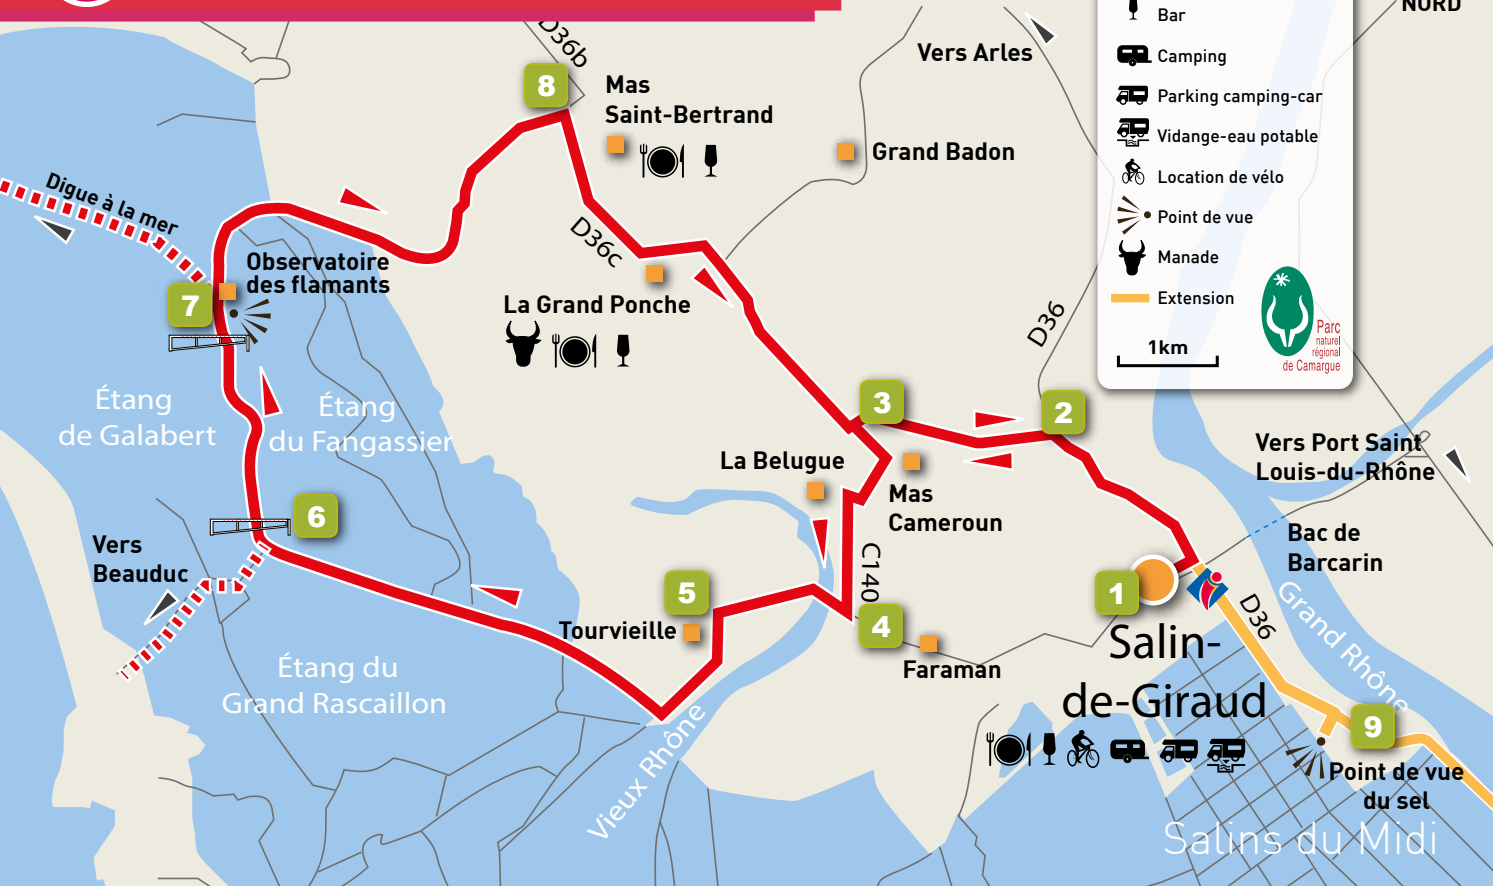 NORD
Bar
Camping
Parking camping-car
Vidange-eau potable
Location de vélo
Point de vue
Manade
Extension
1km
Parc
naturel
régional
de Camargue
D36b
8
Mas
Saint-Bertrand
Vers Arles
Grand Badon
Digue à la mer
Observatoire
des flamants
7
D36c
La Grand Ponche
D36
Étang
de Galabert
Étang
du Fangassier
3
2
La Belugue
Mas
Cameroun
Vers Port Saint
Louis-du-Rhône
6
Vers
Beauduc
Bac de
Barcarin
C140
5
Tourvieille
4
Faraman
1
Salin-
de-Giraud
D36
Grand Rhône
Étang du
Grand Rascaillon
Vieux Rhône
9
Point de vue
du sel
Salins du Midi